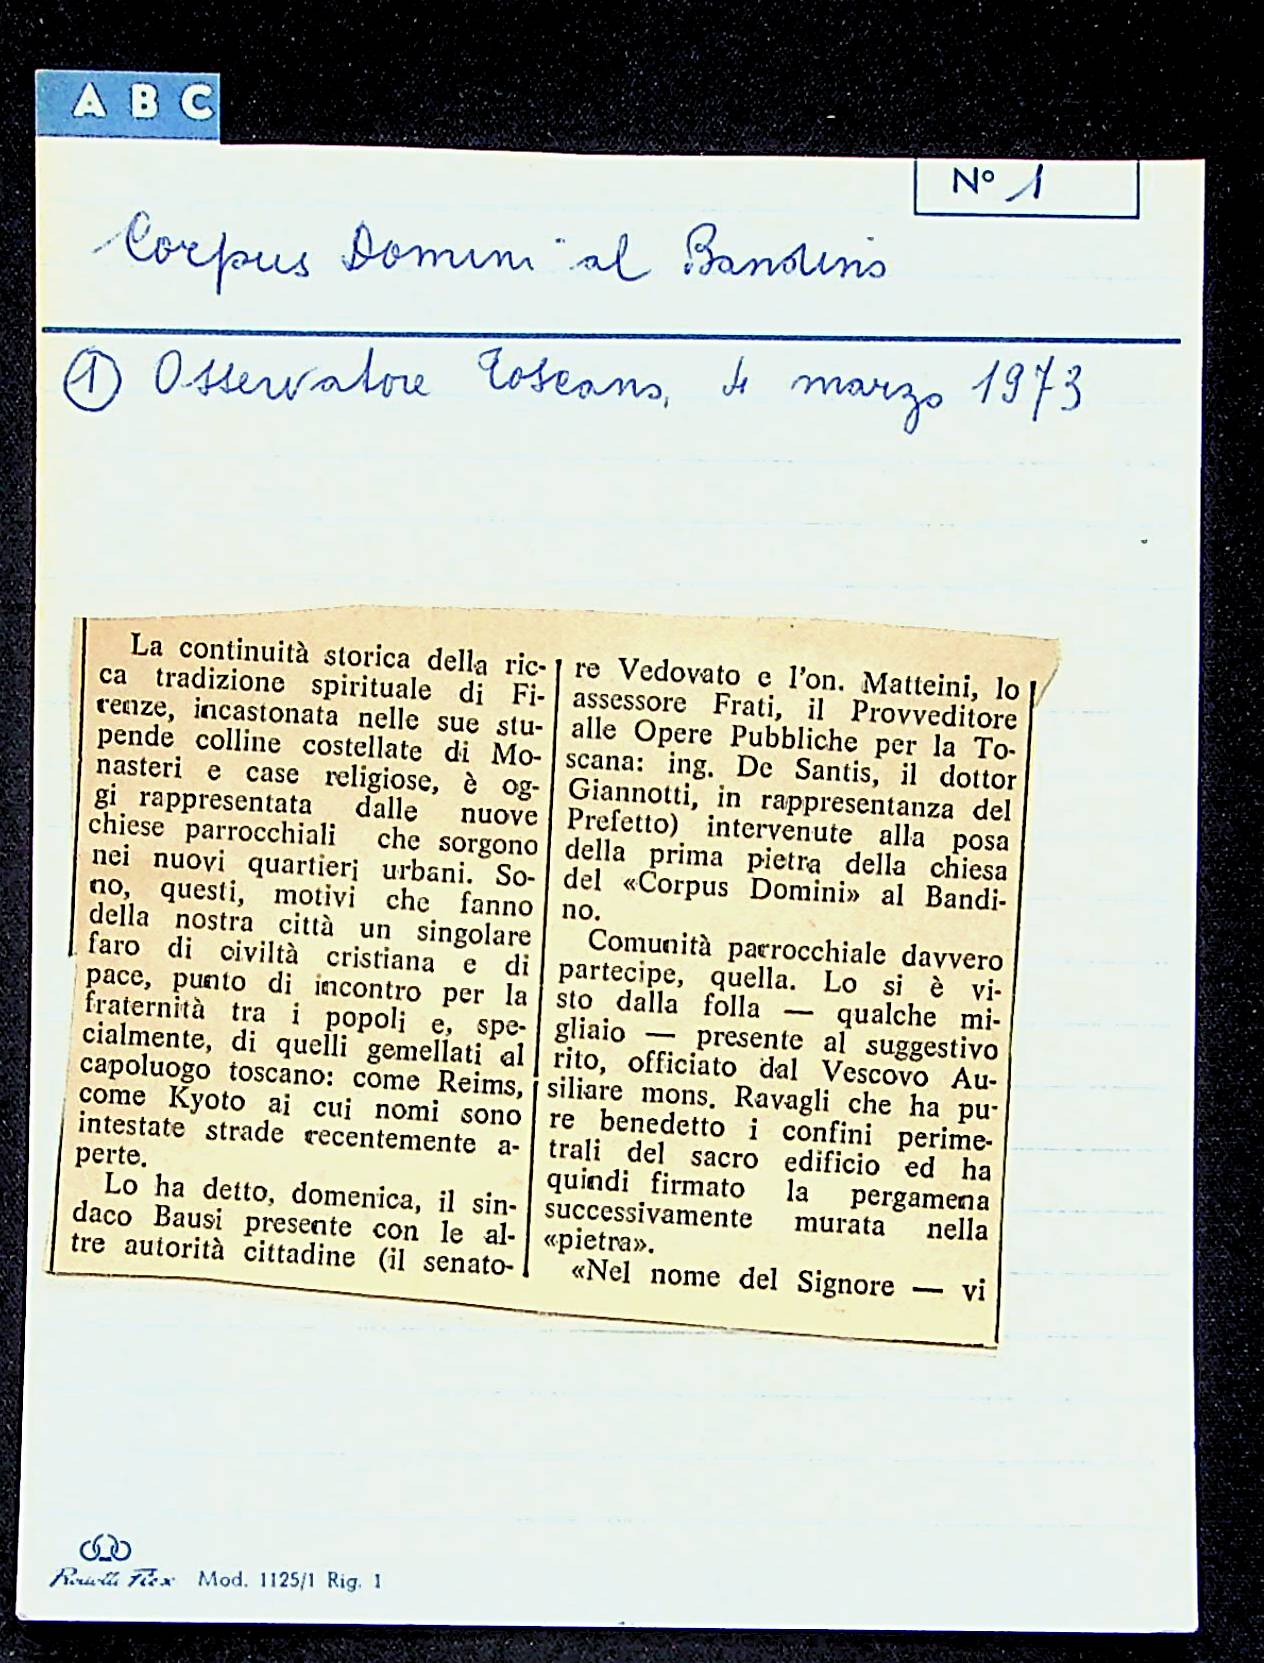 A B C
N° 1
Corpus Domini al Bandino
① Osservatore Toscano, 4 marzo 1973
La continuità storica della ric-
ca tradizione spirituale di Fi-
renze, incastonata nelle sue stu-
pende colline costellate di Mo-
nasteri e case religiose, è og-
gi rappresentata dalle nuove
chiese parrocchiali che sorgono
nei nuovi quartieri urbani. So-
no, questi, motivi che fanno
della nostra città un singolare
faro di civiltà cristiana e di
pace, punto di incontro per la
fraternità tra i popoli e, spe-
cialmente, di quelli gemellati al
capoluogo toscano: come Reims,
come Kyoto ai cui nomi sono
intestate strade recentemente a-
perte.
Lo ha detto, domenica, il sin-
daco Bausi presente con le al-
tre autorità cittadine (il senato-
re Vedovato e l'on. Matteini, lo
assessore Frati, il Provveditore
alle Opere Pubbliche per la To-
scana: ing. De Santis, il dottor
Giannotti, in rappresentanza del
Prefetto) intervenute alla posa
della prima pietra della chiesa
del «Corpus Domini» al Bandi-
no.
Comunità parrocchiale davvero
partecipe, quella. Lo si è vi-
sto dalla folla — qualche mi-
gliaio — presente al suggestivo
rito, officiato dal Vescovo Au-
siliare mons. Ravagli che ha pu-
re benedetto i confini perime-
trali del sacro edificio ed ha
quindi firmato la pergamena
successivamente murata nella
«pietra».
«Nel nome del Signore — vi
Mod. 1125/1 Rig. 1